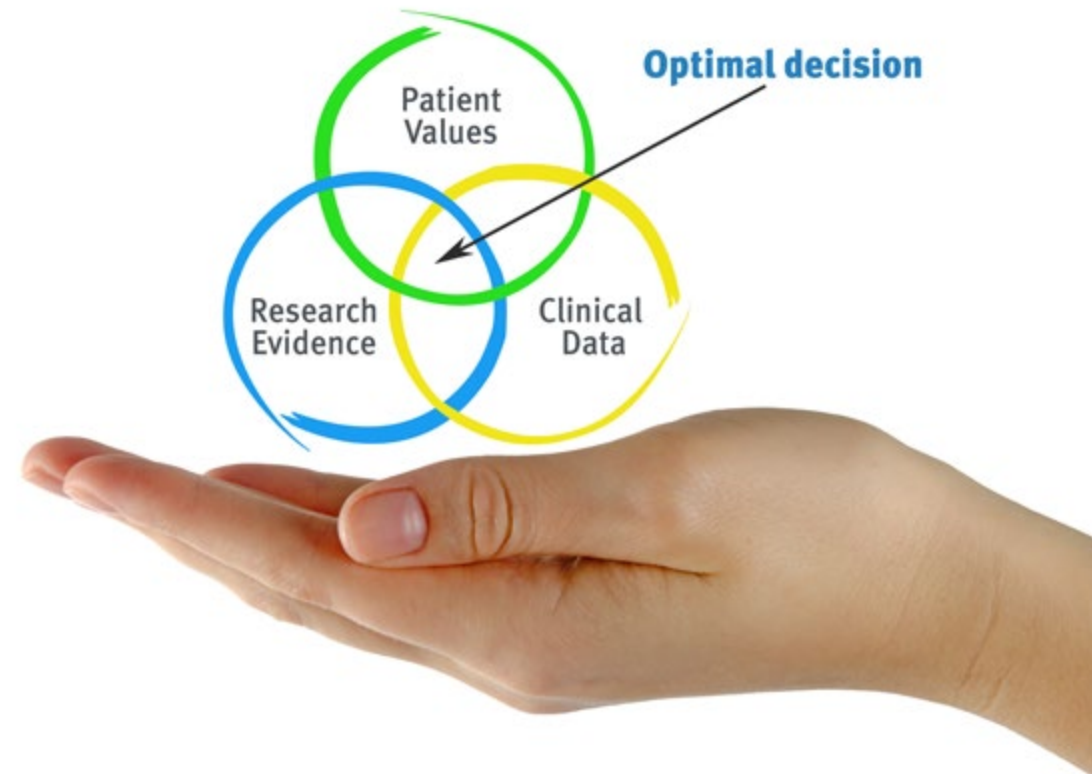 Optimal decision
Patient
Values
Research
Evidence
Clinical
Data